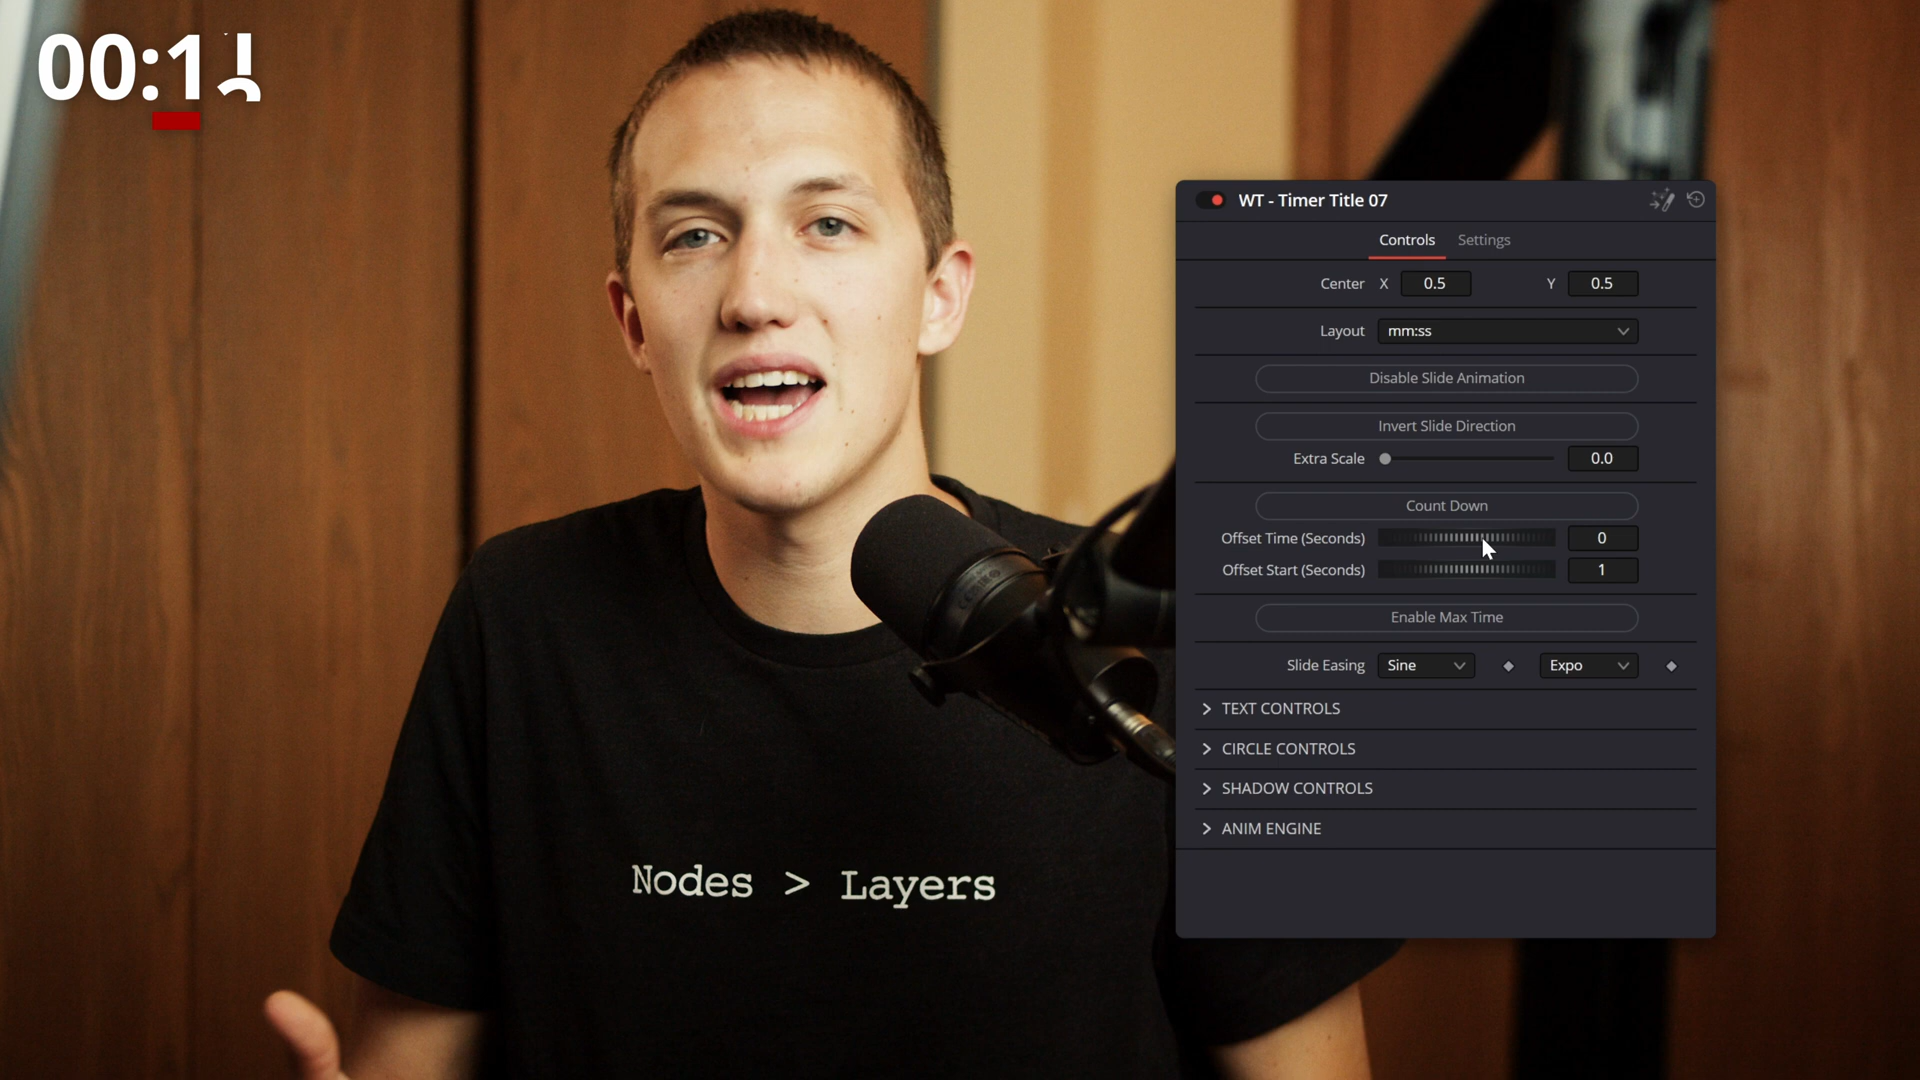 00:1
WT - Timer Title 07
Controls Settings
Center X 0.5 Y 0.5
Layout mm:ss
Disable Slide Animation
Invert Slide Direction
Extra Scale 0.0
Count Down
Offset Time (Seconds) 0
Offset Start (Seconds) 1
Enable Max Time
Slide Easing Sine Expo
TEXT CONTROLS
CIRCLE CONTROLS
SHADOW CONTROLS
ANIM ENGINE
Nodes > Layers